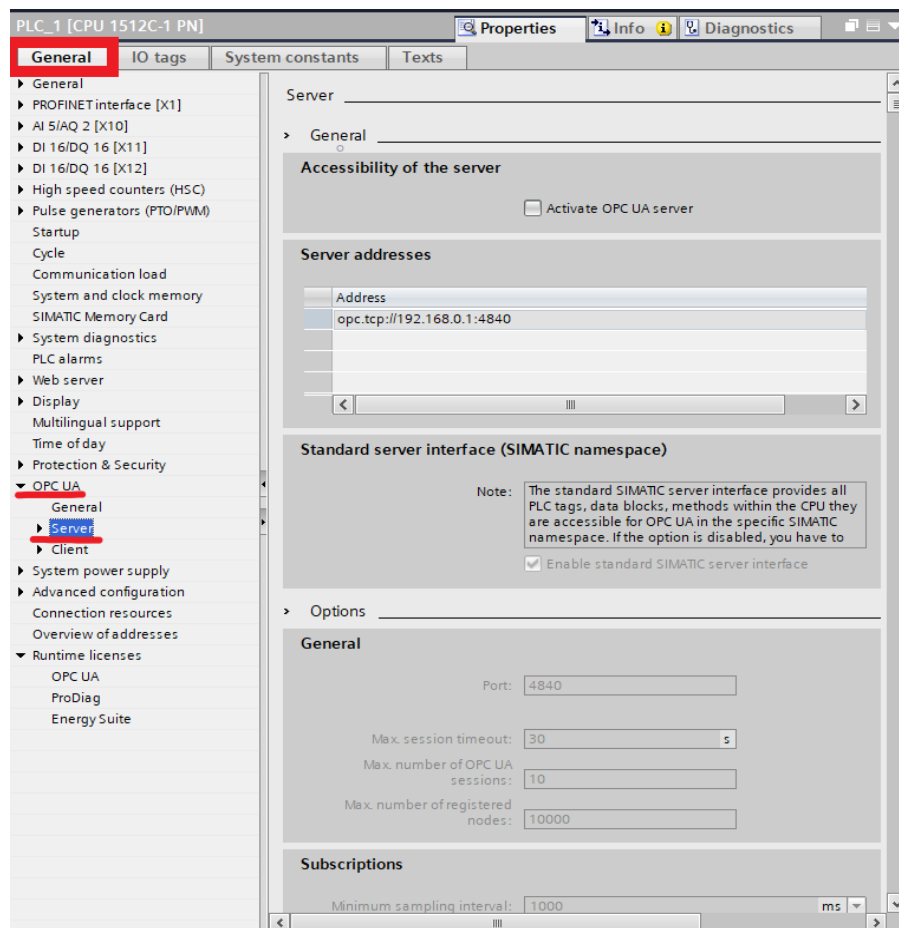 PLC_1 [CPU 1512C-1 PN]
Properties
Info
Diagnostics
General
IO tags
System constants
Texts
General
PROFINET interface [X1]
AI 5/AQ 2 [X10]
DI 16/DQ 16 [X11]
DI 16/DQ 16 [X12]
High speed counters (HSC)
Pulse generators (PTO/PWM)
Startup
Cycle
Communication load
System and clock memory
SIMATIC Memory Card
System diagnostics
PLC alarms
Web server
Display
Multilingual support
Time of day
Protection & Security
OPC UA
General
Server
Client
System power supply
Advanced configuration
Connection resources
Overview of addresses
Runtime licenses
OPC UA
ProDiag
Energy Suite
Server
General
Accessibility of the server
Activate OPC UA server
Server addresses
Address
opc.tcp://192.168.0.1:4840
Standard server interface (SIMATIC namespace)
Note:
The standard SIMATIC server interface provides all
PLC tags, data blocks, methods within the CPU they
are accessible for OPC UA in the specific SIMATIC
namespace. If the option is disabled, you have to
Enable standard SIMATIC server interface
Options
General
Port: 4840
Max. session timeout: 30 s
Max. number of OPC UA
sessions: 10
Max. number of registered
nodes: 10000
Subscriptions
Minimum sampling interval: 1000 ms